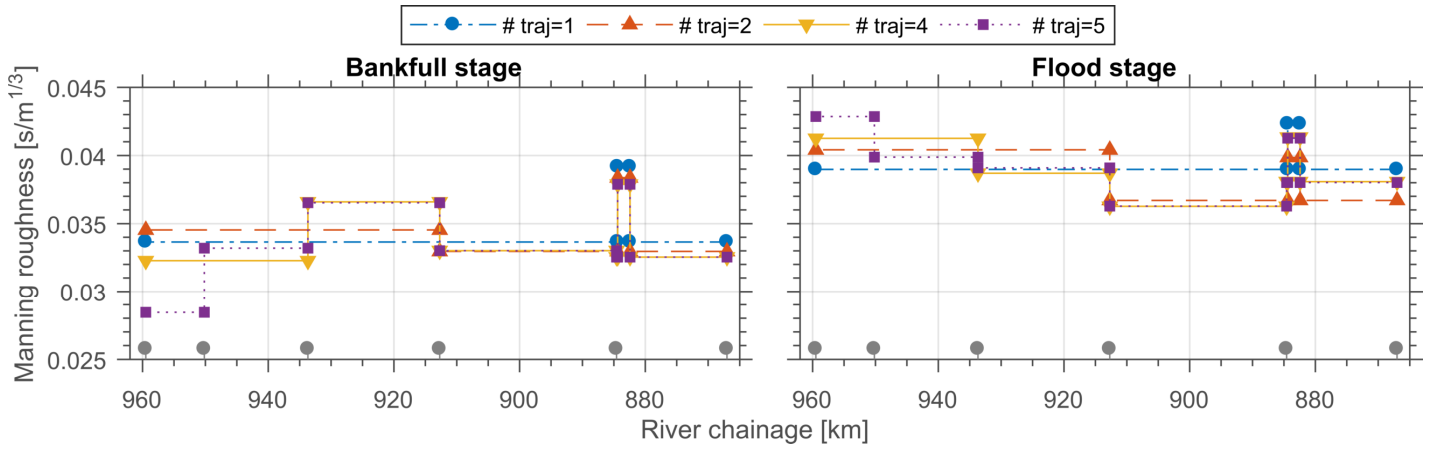 # traj=1 # traj=2 # traj=4 # traj=5
Bankfull stage Flood stage
Manning roughness [s/m^1/3]
0.045
0.04
0.035
0.03
0.025
960 940 920 900 880 960 940 920 900 880
River chainage [km]